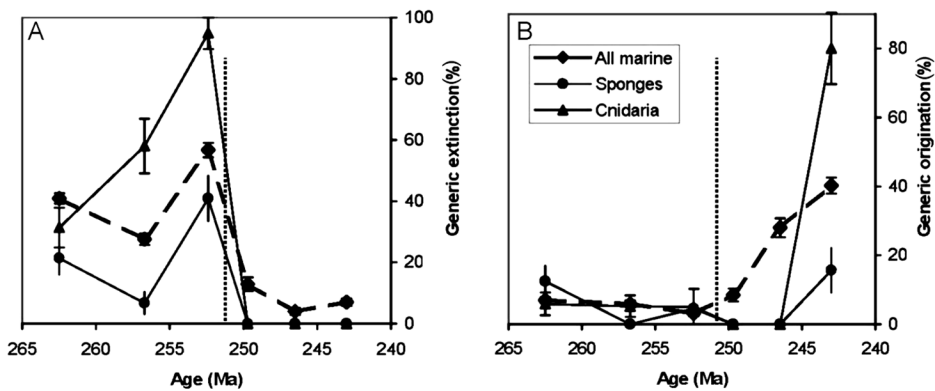 A
100
80
60
40
20
0
Generic extinction(%)
265
260
255
250
245
240
Age (Ma)
B
All marine
Sponges
Cnidaria
80
60
40
20
0
Generic origination(%)
265
260
255
250
245
240
Age (Ma)